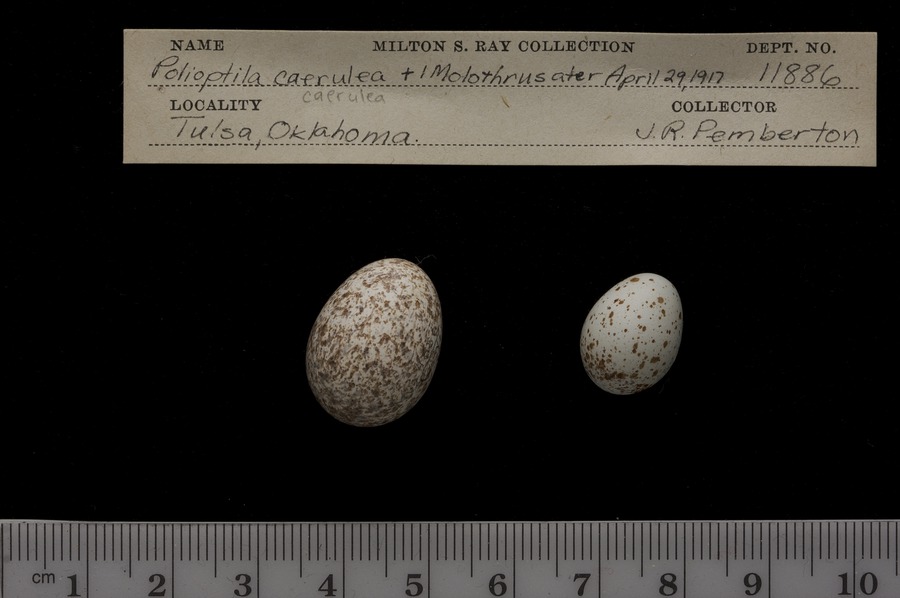 NAME MILTON S. RAY COLLECTION DEPT. NO.
Polioptila caerulea + 1 Molothrus ater April 29, 1917 11886
caerulea
LOCALITY COLLECTOR
Tulsa, Oklahoma. J. R. Pemberton
cm 1 2 3 4 5 6 7 8 9 10